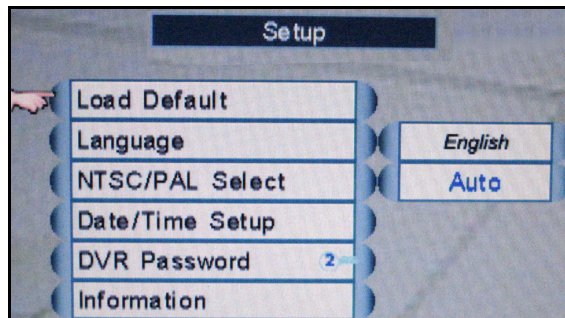 Setup
Load Default
Language English
NTSC/PAL Select Auto
Date/Time Setup
DVR Password 2
Information